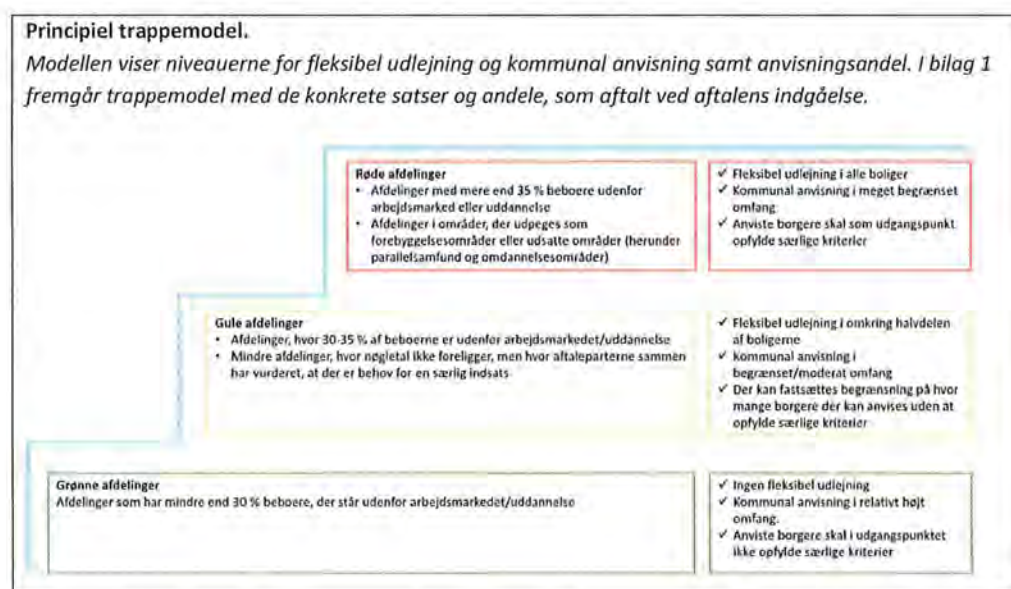 Principiel trappemodel.
Modellen viser niveauerne for fleksibel udlejning og kommunal anvisning samt anvisningsandel. I bilag 1
fremgår trappemodel med de konkrete satser og andele, som aftalt ved aftalens indgåelse.
Røde afdelinger
• Afdelinger med mere end 35 % beboere udenfor
arbejdsmarked eller uddannelse
• Afdelinger i områder, der udpeges som
forebyggelsesområder eller udsatte områder (herunder
parallelsamfund og omdannelsesområder)
✓ Fleksibel udlejning i alle boliger
✓ Kommunal anvisning i meget begrænset
omfang
✓ Anviste borgere skal som udgangspunkt
opfylde særlige kriterier
Gule afdelinger
• Afdelinger, hvor 30-35 % af beboerne er udenfor arbejdsmarkedet/uddannelse
• Mindre afdelinger, hvor nøgletal ikke foreligger, men hvor aftaleparterne sammen
har vurderet, at der er behov for en særlig indsats
✓ Fleksibel udlejning i omkring halvdelen
af boligerne
✓ Kommunal anvisning i
begrænset/moderat omfang
✓ Der kan fastsættes begrænsning på hvor
mange borgere der kan anvises uden at
opfylde særlige kriterier
Grønne afdelinger
Afdelinger som har mindre end 30 % beboere, der står udenfor arbejdsmarkedet/uddannelse
✓ Ingen fleksibel udlejning
✓ Kommunal anvisning i relativt højt
omfang.
✓ Anviste borgere skal i udgangspunktet
ikke opfylde særlige kriterier